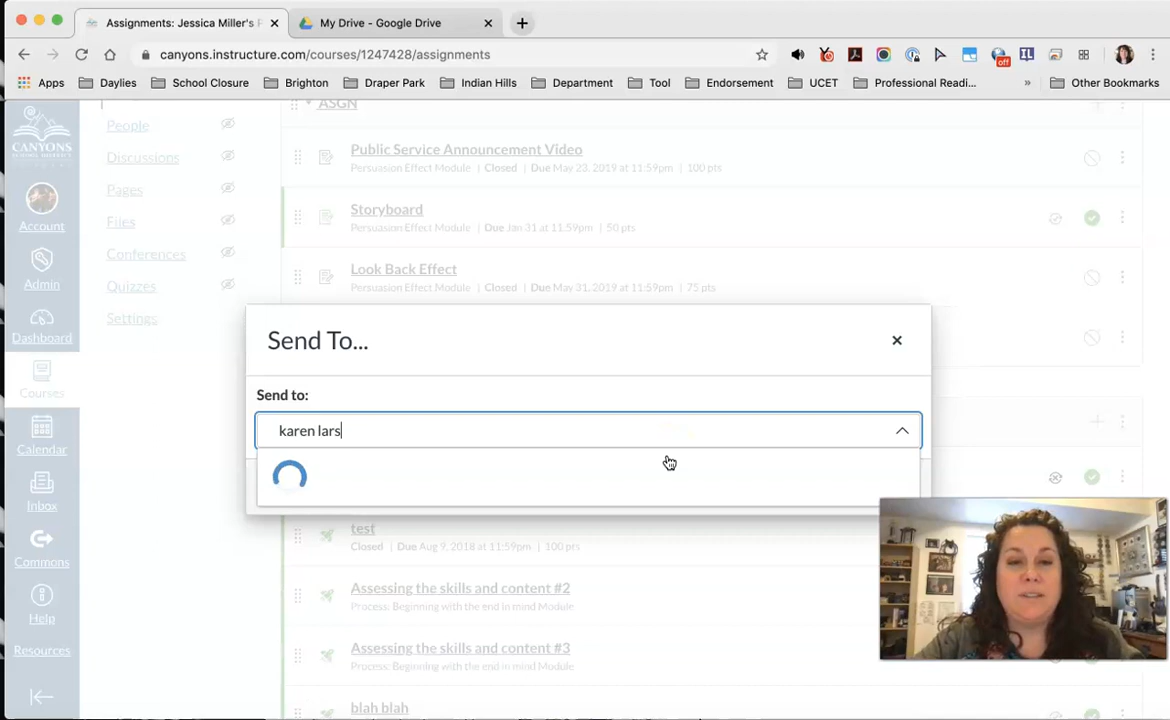 Assignments: Jessica Miller's
My Drive - Google Drive
canyons.instructure.com/courses/1247428/assignments
off
Apps
Daylies
School Closure
Brighton
Draper Park
Indian Hills
Department
Tool
Endorsement
UCET
Professional Readi...
»
Other Bookmarks
CANYONS
Account
Admin
Dashboard
Courses
Calendar
Inbox
Commons
Help
Resources
People
Discussions
Pages
Files
Conferences
Quizzes
Settings
ASGN
Public Service Announcement Video
Persuasion Effect Module | Closed | Due May 23, 2019 at 11:59pm | 100 pts
Storyboard
Persuasion Effect Module | Due Jan 31 at 11:59pm | 50 pts
Look Back Effect
Persuasion Effect Module | Closed | Due May 31, 2019 at 11:59pm | 75 pts
Send To...
Send to:
karen lars
test
Closed | Due Aug 9, 2018 at 11:59pm | 100 pts
Assessing the skills and content #2
Process: Beginning with the end in mind Module
Assessing the skills and content #3
Process: Beginning with the end in mind Module
blah blah